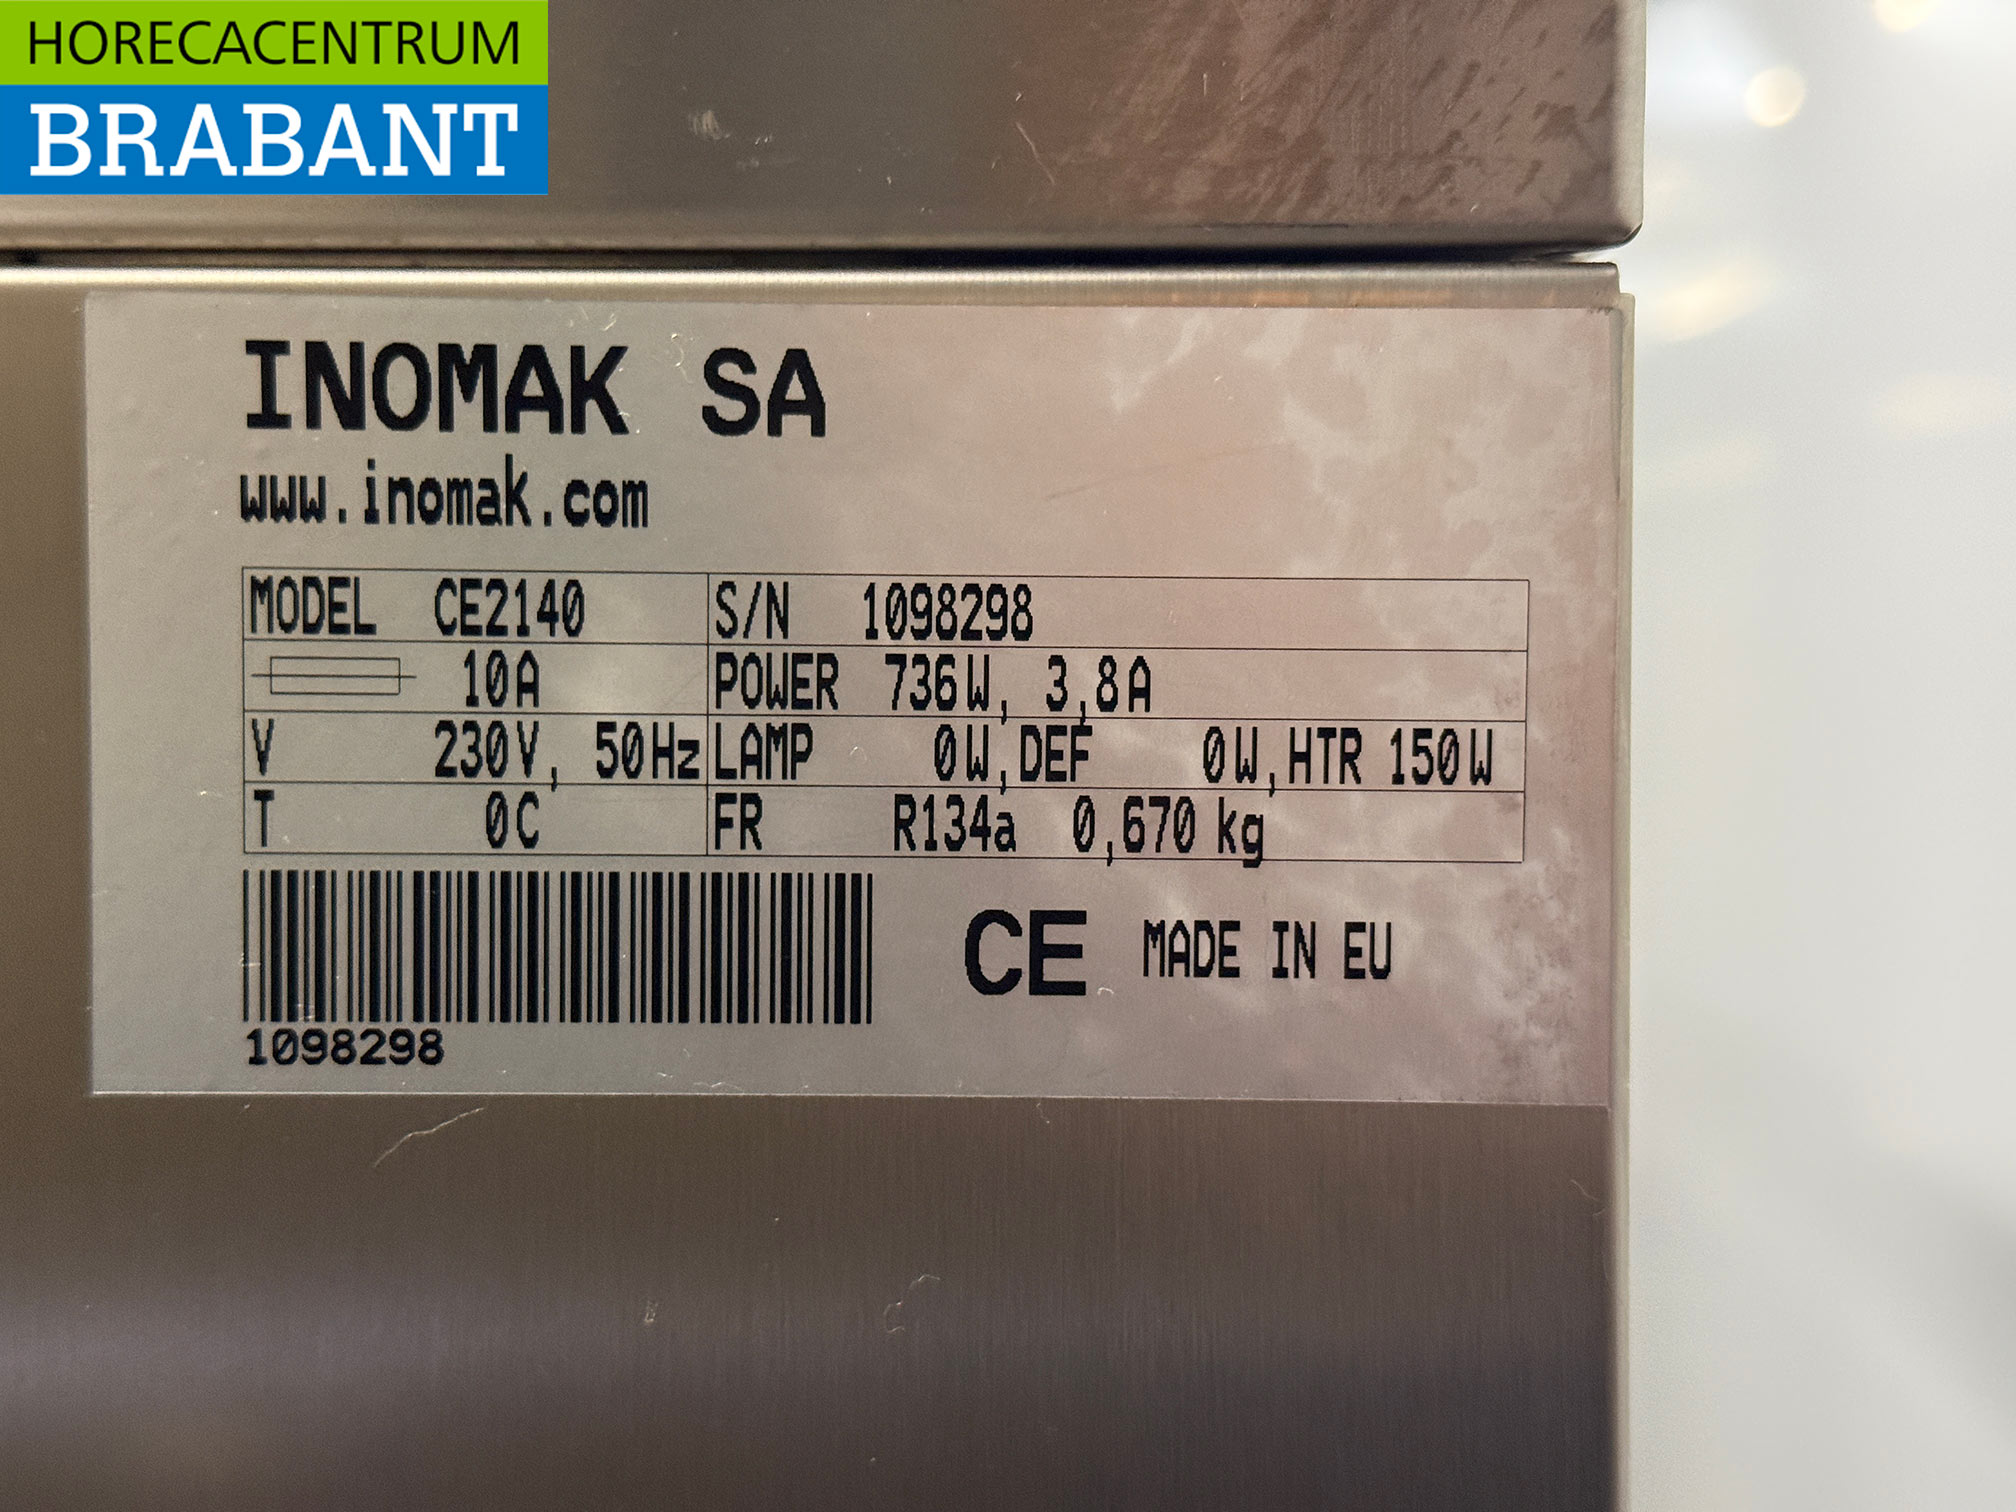 HORECACENTRUM
BRABANT
INOMAK SA
www.inomak.com
MODEL CE2140 S/N 1098298
10A POWER 736W, 3,8A
V 230V, 50Hz LAMP 0W, DEF 0W, HTR 150W
T 0C FR R134a 0,670 kg
CE MADE IN EU
1098298